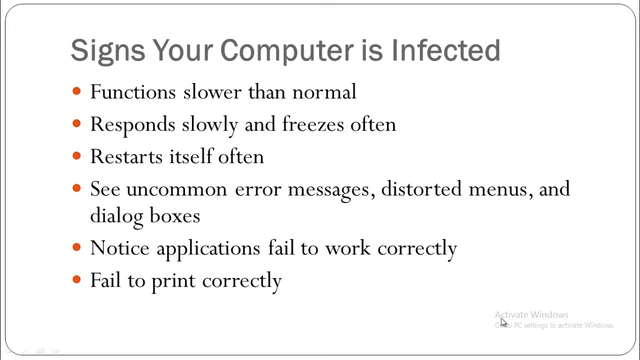 Signs Your Computer is Infected
Functions slower than normal
Responds slowly and freezes often
Restarts itself often
See uncommon error messages, distorted menus, and
dialog boxes
Notice applications fail to work correctly
Fail to print correctly
Activate Windows
Go to PC settings to activate Windows.